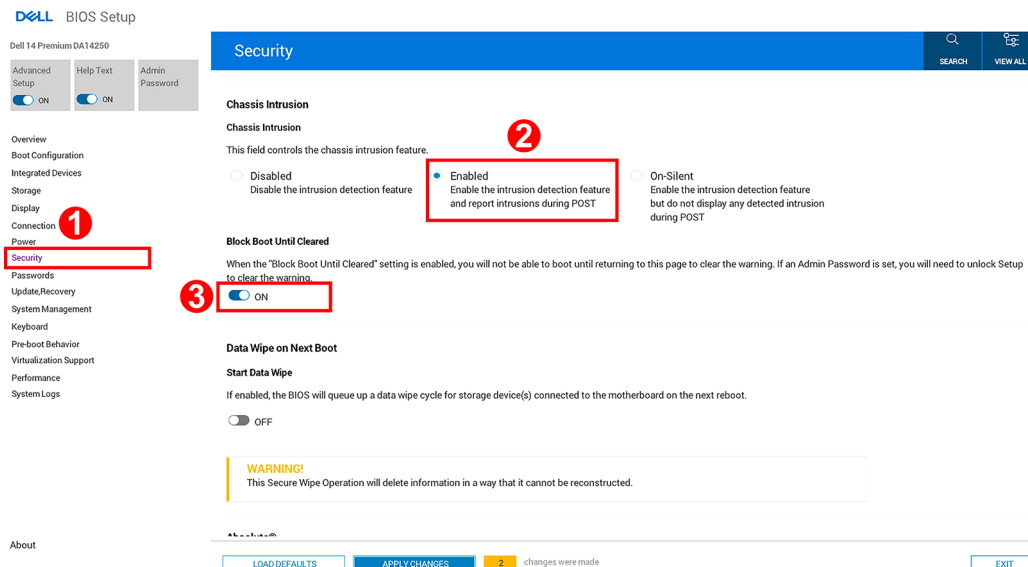 DELL BIOS Setup
Dell 14 Premium DA14250
Advanced Setup
ON
Help Text
ON
Admin Password
Overview
Boot Configuration
Integrated Devices
Storage
Display
Connection
1
Power
Security
Passwords
Update,Recovery
System Management
Keyboard
Pre-boot Behavior
Virtualization Support
Performance
System Logs
About
Security
SEARCH
VIEW ALL
Chassis Intrusion
Chassis Intrusion
This field controls the chassis intrusion feature.
2
Disabled
Disable the intrusion detection feature
Enabled
Enable the intrusion detection feature
and report intrusions during POST
On-Silent
Enable the intrusion detection feature
but do not display any detected intrusion
during POST
Block Boot Until Cleared
When the "Block Boot Until Cleared" setting is enabled, you will not be able to boot until returning to this page to clear the warning. If an Admin Password is set, you will need to unlock Setup
to clear the warning.
3
ON
Data Wipe on Next Boot
Start Data Wipe
If enabled, the BIOS will queue up a data wipe cycle for storage device(s) connected to the motherboard on the next reboot.
OFF
WARNING!
This Secure Wipe Operation will delete information in a way that it cannot be reconstructed.
Absolute®
LOAD DEFAULTS
APPLY CHANGES
2 changes were made
EXIT